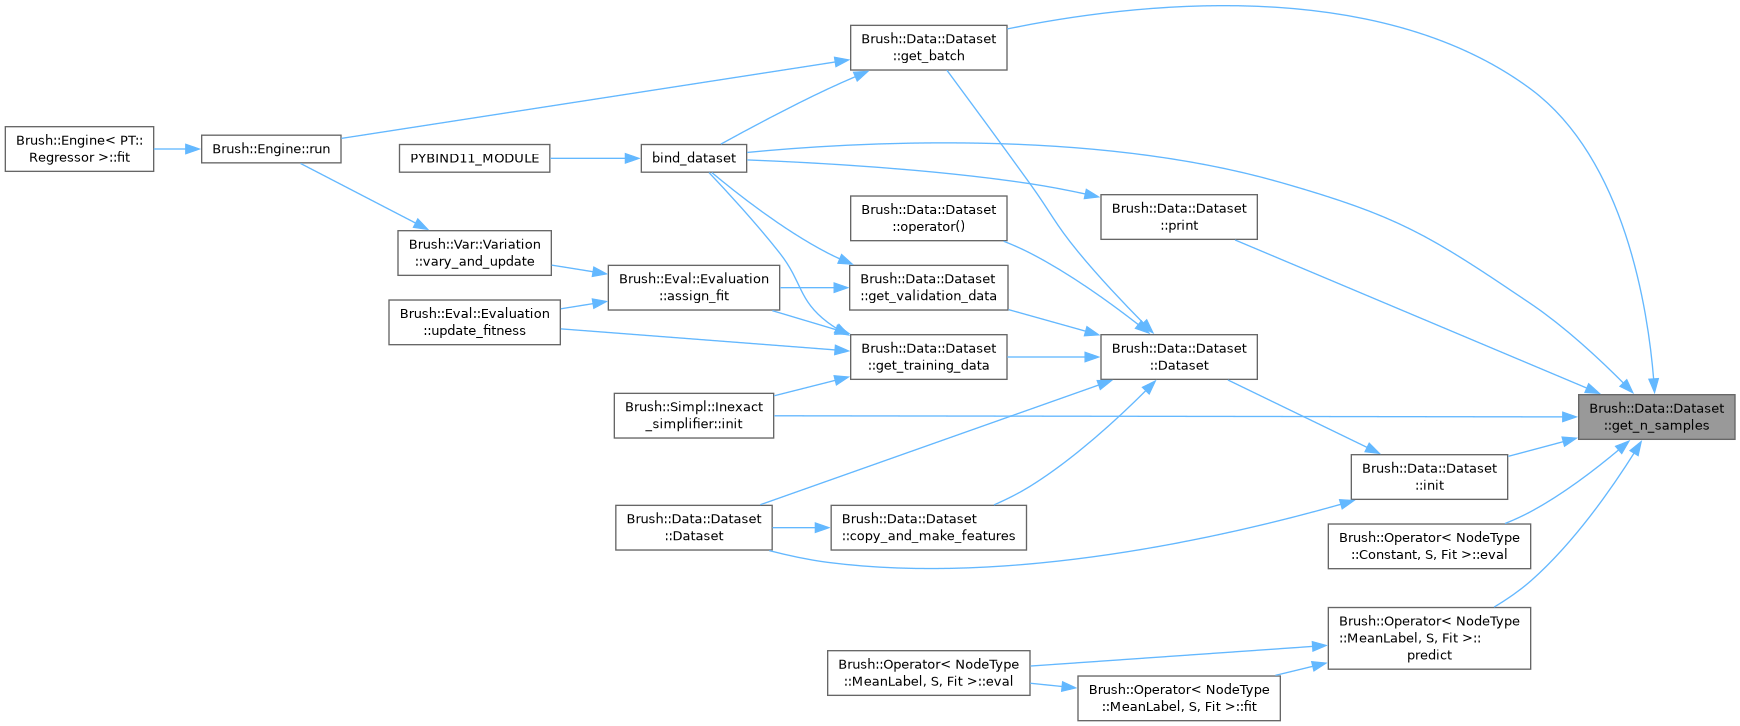 Brush::Data::Dataset
::get_batch
Brush::Engine< PT::
Regressor >::fit
Brush::Engine::run
PYBIND11_MODULE
bind_dataset
Brush::Data::Dataset
::operator()
Brush::Data::Dataset
::print
Brush::Var::Variation
::vary_and_update
Brush::Eval::Evaluation
::assign_fit
Brush::Data::Dataset
::get_validation_data
Brush::Eval::Evaluation
::update_fitness
Brush::Data::Dataset
::get_training_data
Brush::Data::Dataset
::Dataset
Brush::Simpl::Inexact
_simplifier::init
Brush::Data::Dataset
::get_n_samples
Brush::Data::Dataset
::init
Brush::Data::Dataset
::Dataset
Brush::Data::Dataset
::copy_and_make_features
Brush::Operator< NodeType
::Constant, S, Fit >::eval
Brush::Operator< NodeType
::MeanLabel, S, Fit >::
predict
Brush::Operator< NodeType
::MeanLabel, S, Fit >::eval
Brush::Operator< NodeType
::MeanLabel, S, Fit >::fit